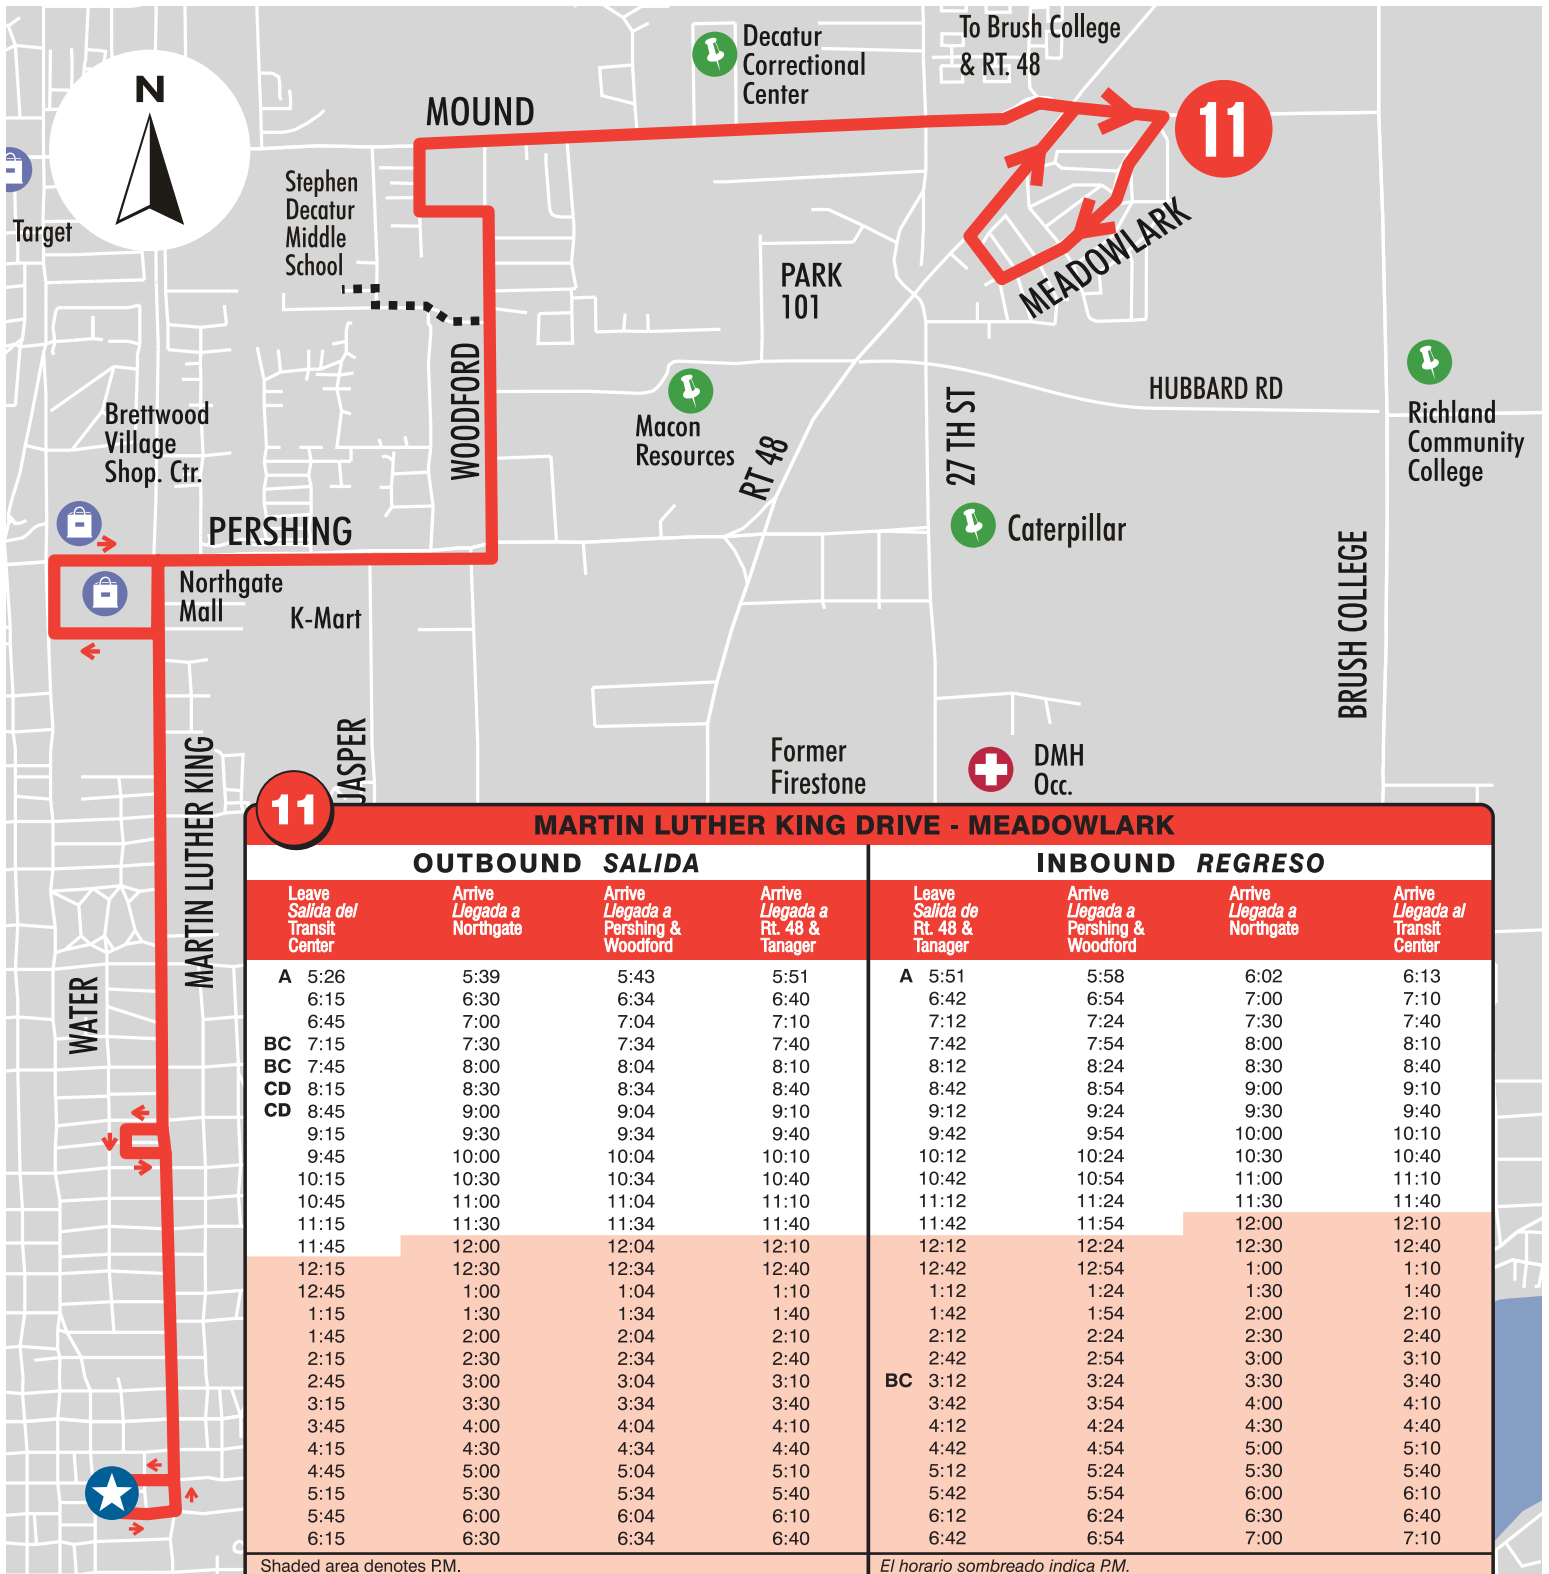 N
Decatur
Correctional
Center
To Brush College
& RT. 48
MOUND
11
Stephen
Decatur
Middle
School
Target
MEADOWLARK
PARK
101
WOODFORD
HUBBARD RD
Brettwood
Village
Shop. Ctr.
Macon
Resources
RT 48
27 TH ST
Richland
Community
College
PERSHING
Caterpillar
Northgate
Mall
K-Mart
BRUSH COLLEGE
MARTIN LUTHER KING
JASPER
Former
Firestone
DMH
Occ.
WATER
11
MARTIN LUTHER KING DRIVE - MEADOWLARK
OUTBOUND SALIDA INBOUND REGRESO
Leave Arrive Arrive Arrive Leave Arrive Arrive Arrive
Salida del Llegada a Llegada a Llegada a Salida de Llegada a Llegada a Llegada al
Transit Northgate Pershing & Rt. 48 & Rt. 48 & Pershing & Northgate Transit
Center Woodford Tanager Tanager Woodford Center
A 5:26 5:39 5:43 5:51 A 5:51 5:58 6:02 6:13
6:15 6:30 6:34 6:40 6:42 6:54 7:00 7:10
6:45 7:00 7:04 7:10 7:12 7:24 7:30 7:40
BC 7:15 7:30 7:34 7:40 7:42 7:54 8:00 8:10
BC 7:45 8:00 8:04 8:10 8:12 8:24 8:30 8:40
CD 8:15 8:30 8:34 8:40 8:42 8:54 9:00 9:10
CD 8:45 9:00 9:04 9:10 9:12 9:24 9:30 9:40
9:15 9:30 9:34 9:40 9:42 9:54 10:00 10:10
9:45 10:00 10:04 10:10 10:12 10:24 10:30 10:40
10:15 10:30 10:34 10:40 10:42 10:54 11:00 11:10
10:45 11:00 11:04 11:10 11:12 11:24 11:30 11:40
11:15 11:30 11:34 11:40 11:42 11:54 12:00 12:10
11:45 12:00 12:04 12:10 12:12 12:24 12:30 12:40
12:15 12:30 12:34 12:40 12:42 12:54 1:00 1:10
12:45 1:00 1:04 1:10 1:12 1:24 1:30 1:40
1:15 1:30 1:34 1:40 1:42 1:54 2:00 2:10
1:45 2:00 2:04 2:10 2:12 2:24 2:30 2:40
2:15 2:30 2:34 2:40 2:42 2:54 3:00 3:10
2:45 3:00 3:04 3:10 BC 3:12 3:24 3:30 3:40
3:15 3:30 3:34 3:40 3:42 3:54 4:00 4:10
3:45 4:00 4:04 4:10 4:12 4:24 4:30 4:40
4:15 4:30 4:34 4:40 4:42 4:54 5:00 5:10
4:45 5:00 5:04 5:10 5:12 5:24 5:30 5:40
5:15 5:30 5:34 5:40 5:42 5:54 6:00 6:10
5:45 6:00 6:04 6:10 6:12 6:24 6:30 6:40
6:15 6:30 6:34 6:40 6:42 6:54 7:00 7:10
Shaded area denotes P.M. El horario sombreado indica P.M.